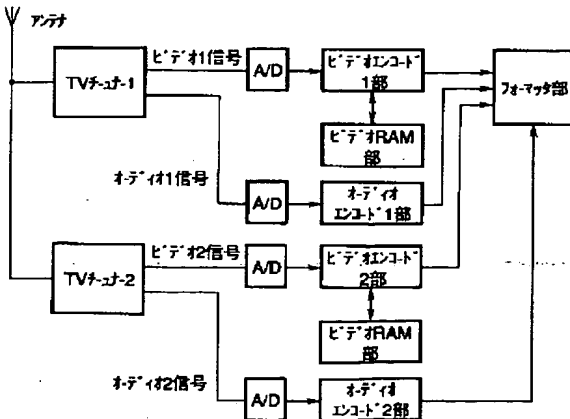 アンテナ
TVチューナー1
ビデオ1信号
A/D
ビデオエンコード
1部
フォーマッタ部
ビデオRAM
部
オーディオ1信号
A/D
オーディオ
エンコード1部
TVチューナー2
ビデオ2信号
A/D
ビデオエンコード
2部
ビデオRAM
部
オーディオ2信号
A/D
オーディオ
エンコード2部